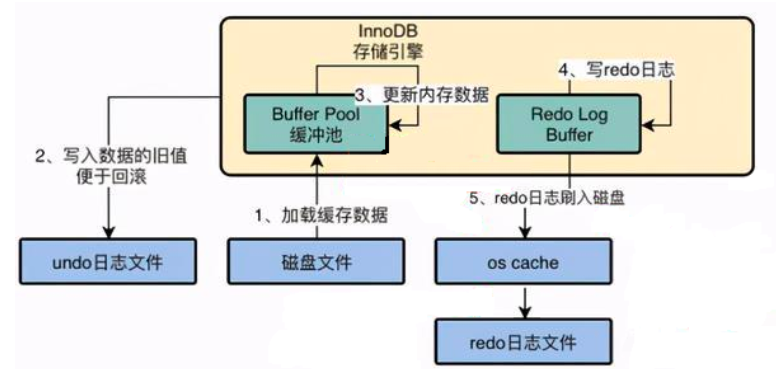 InnoDB
存储引擎
4、写redo日志
3、更新内存数据
Buffer Pool
缓冲池
Redo Log
Buffer
2、写入数据的旧值
便于回滚
1、加载缓存数据
5、redo日志刷入磁盘
undo日志文件
磁盘文件
os cache
redo日志文件